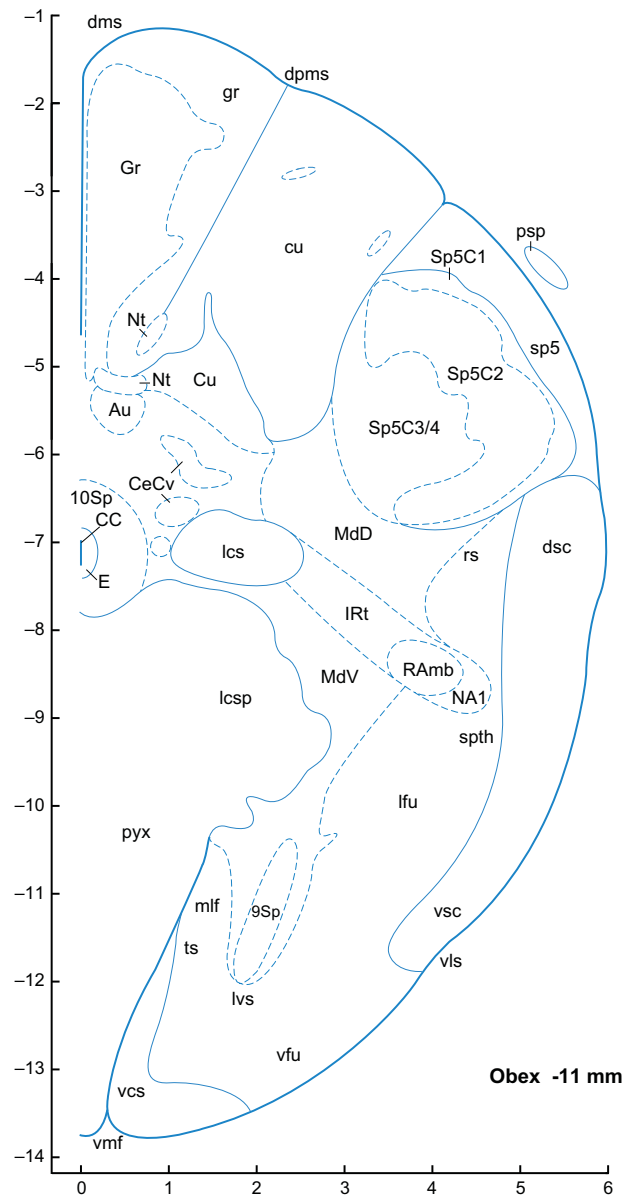 –1
dms
dpms
–2
gr
Gr
–3
cu
psp
Sp5C1
–4
Nt
sp5
–5
Nt
Cu
Sp5C2
Au
Sp5C3/4
–6
CeCv
10Sp
CC
MdD
–7
lcs
rs
dsc
E
IRt
–8
RAmb
MdV
NA1
lcsp
–9
spth
lfu
–10
pyx
–11
mlf
9Sp
vsc
ts
vls
–12
lvs
vfu
–13
Obex -11 mm
vcs
vmf
–14
0 1 2 3 4 5 6